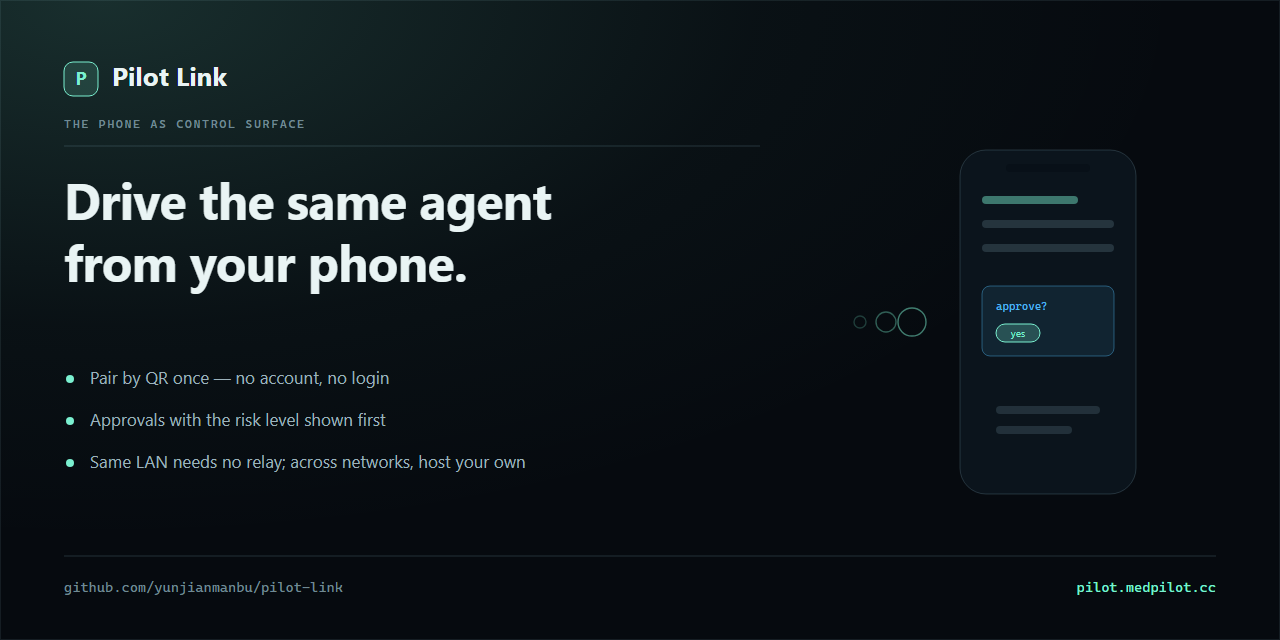 P Pilot Link
THE PHONE AS CONTROL SURFACE
Drive the same agent
from your phone.
Pair by QR once — no account, no login
Approvals with the risk level shown first
Same LAN needs no relay; across networks, host your own
approve?
yes
github.com/yunjianmanbu/pilot-link
pilot.medpilot.cc